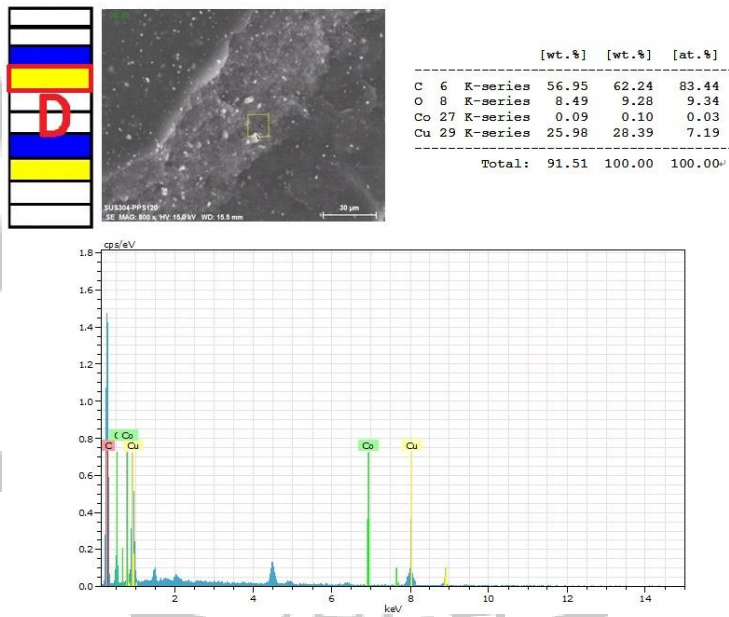 D
SUS304-PPS120
SE MAG: 800 x HV: 15.0 kV WD: 15.5 mm
30 µm
[wt.%] [wt.%] [at.%]
C 6 K-series 56.95 62.24 83.44
O 8 K-series 8.49 9.28 9.34
Co 27 K-series 0.09 0.10 0.03
Cu 29 K-series 25.98 28.39 7.19
Total: 91.51 100.00 100.00
cps/eV
1.8
1.6
1.4
1.2
1.0
0.8
Co
C Cu Co Cu
0.6
0.4
0.2
0.0
2 4 6 8 10 12 14
keV